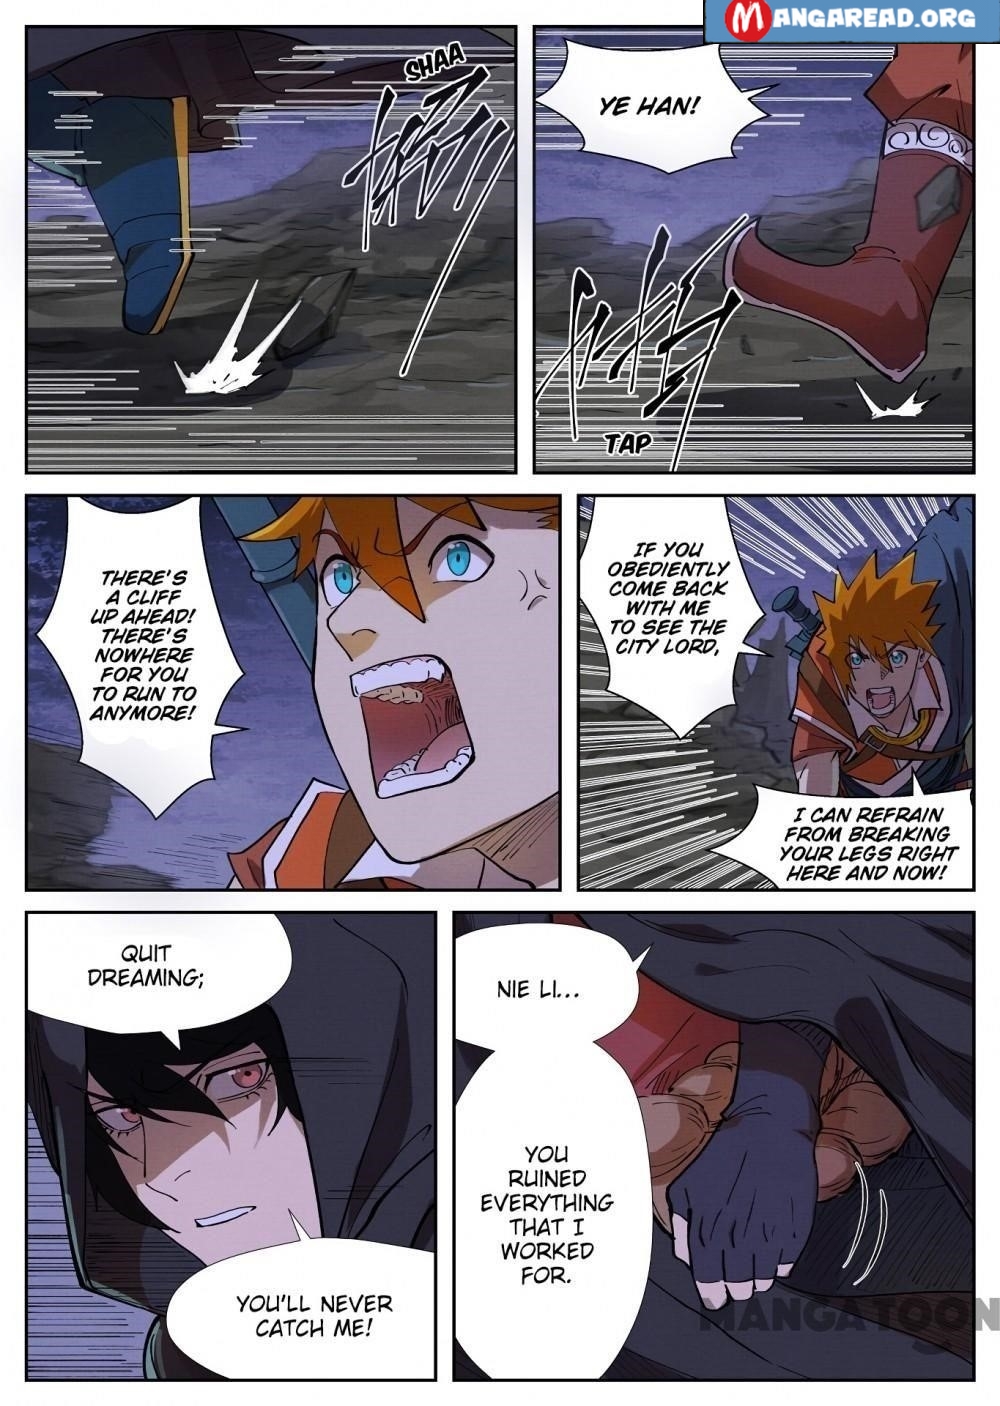 MANGAREAD.ORG
SHAA
YE HAN!
TAP
THERE'S
A CLIFF
UP AHEAD!
THERE'S
NOWHERE
FOR YOU
TO RUN TO
ANYMORE!
IF YOU
OBEDIENTLY
COME BACK
WITH ME
TO SEE THE
CITY LORD,
I CAN REFRAIN
FROM BREAKING
YOUR LEGS RIGHT
HERE AND NOW!
QUIT
DREAMING;
YOU'LL NEVER
CATCH ME!
NIE LI...
YOU
RUINED
EVERYTHING
THAT I
WORKED
FOR.
MANGATOON